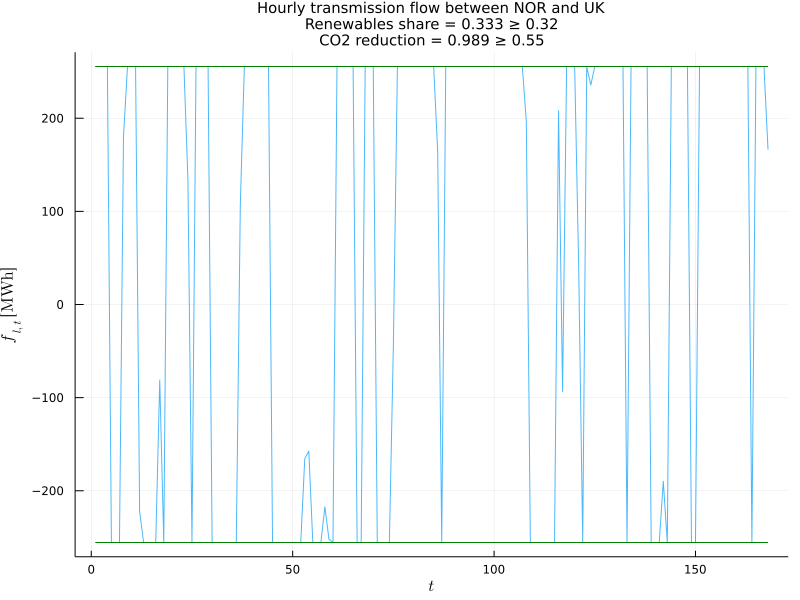 Hourly transmission flow between NOR and UK
Renewables share = 0.333 ≥ 0.32
CO2 reduction = 0.989 ≥ 0.55
200
100
0
−100
−200
f_{l,t} [MWh]
0
50
100
150
t